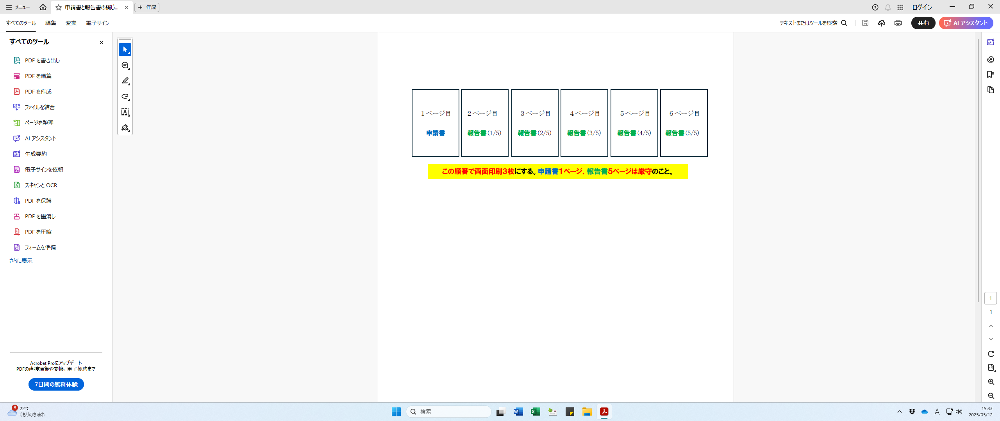 メニュー
申請書と報告書の綴じ...
作成
ログイン
すべてのツール
編集
変換
電子サイン
テキストまたはツールを検索
共有
AI アシスタント
すべてのツール
PDF を書き出し
PDF を編集
PDF を作成
ファイルを結合
ページを整理
AI アシスタント
生成要約
電子サインを依頼
スキャンと OCR
PDF を保護
PDF を墨消し
PDF を圧縮
フォームを準備
さらに表示
Acrobat Proにアップデート
PDFの直接編集や変換、電子契約まで
7日間の無料体験
１ページ目
申請書
２ページ目
報告書(1/5)
３ページ目
報告書(2/5)
４ページ目
報告書(3/5)
５ページ目
報告書(4/5)
６ページ目
報告書(5/5)
この順番で両面印刷３枚にする。申請書１ページ、報告書５ページは厳守のこと。
1
1
5
22°C
くもりのち晴れ
検索
A
15:33
2025/05/12